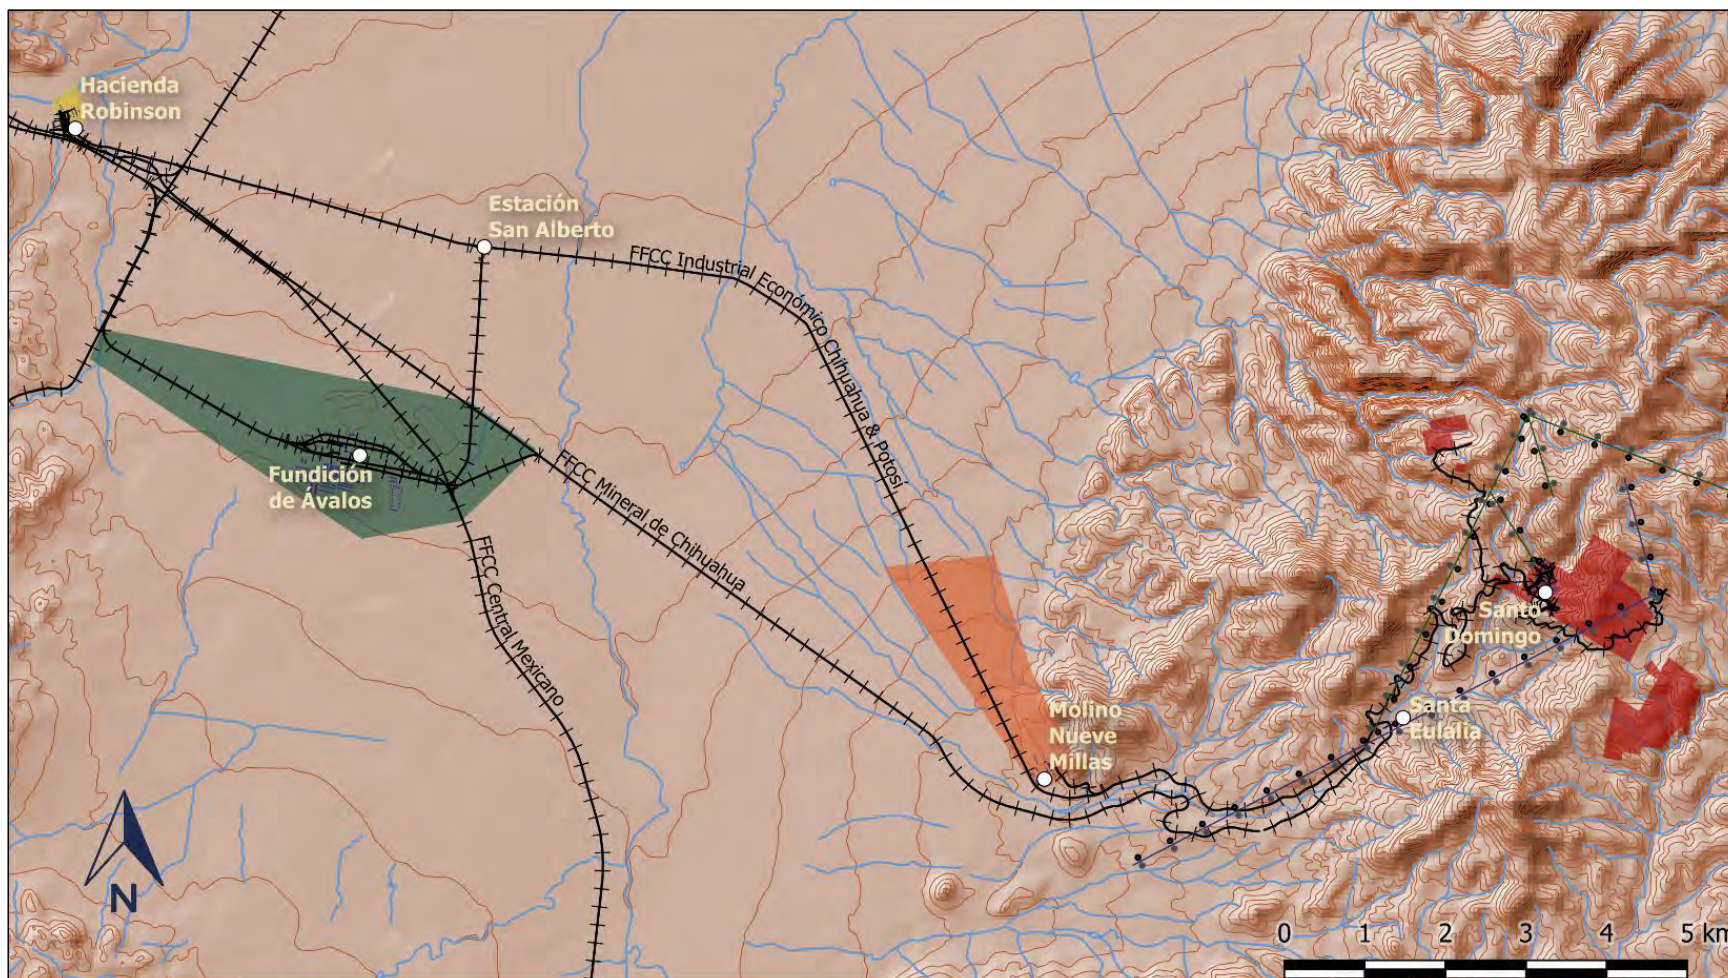 Hacienda
Robinson
Estación
San Alberto
FFCC Industrial Económico Chihuahua & Potosí
Fundición
de Ávalos
FFCC Mineral de Chihuahua
FFCC Central Mexicano
Santo
Domingo
Santa
Eulalia
Molino
Nueve
Millas
N
0 1 2 3 4 5 km